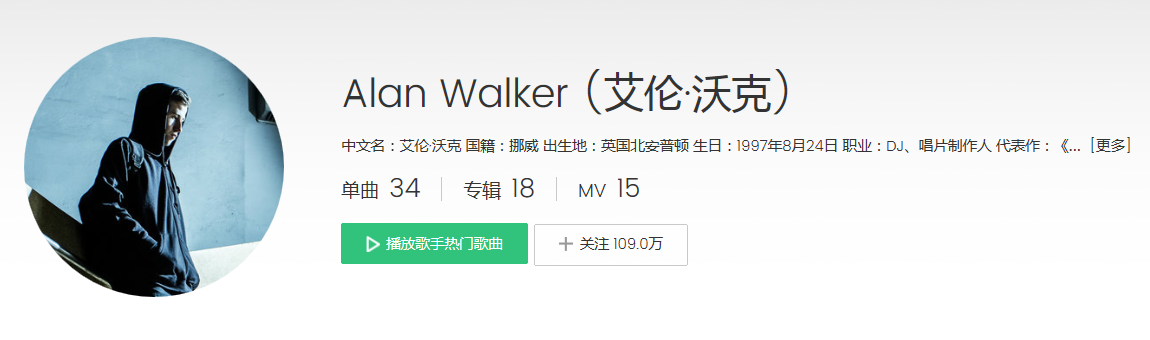 Alan Walker (艾伦·沃克)
中文名：艾伦·沃克 国籍：挪威 出生地：英国北安普顿 生日：1997年8月24日 职业：DJ、唱片制作人 代表作：《... [更多]
单曲 34 专辑 18 MV 15
播放歌手热门歌曲 关注 109.0万